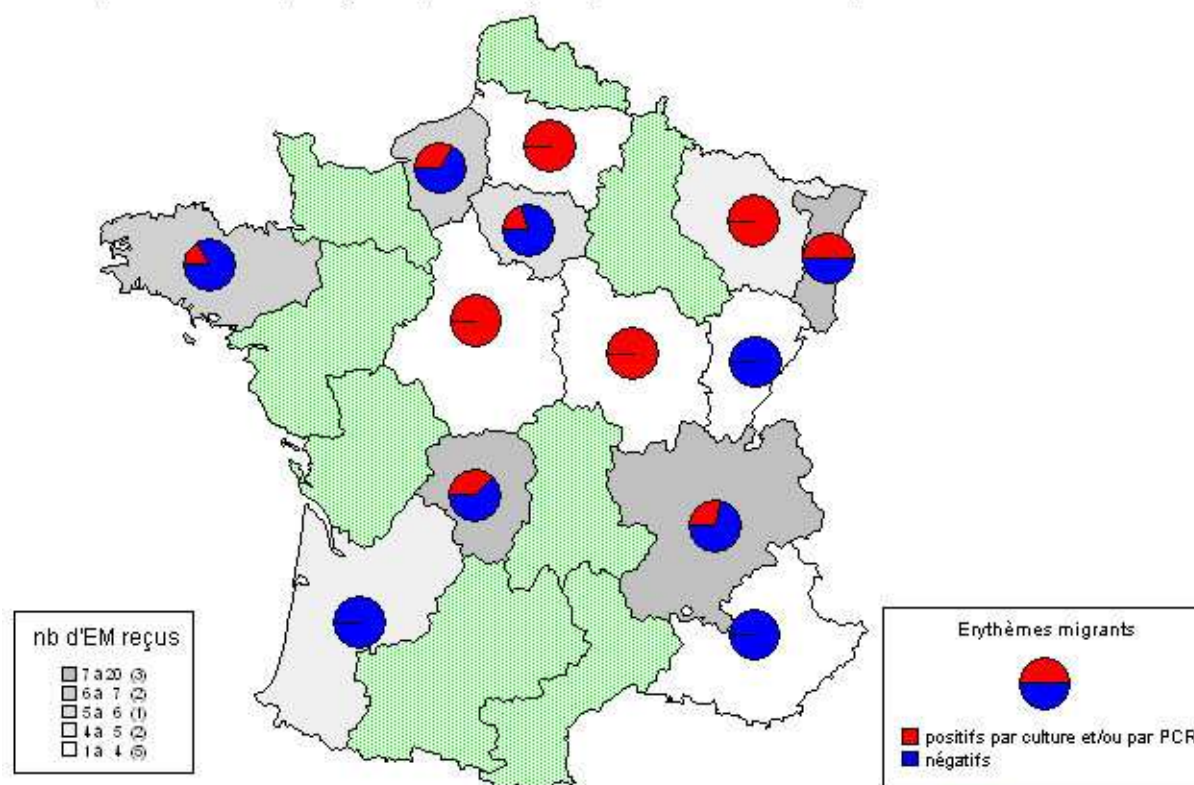 nb d'EM reçus
7 à 20 (3)
6 à 7 (2)
5 à 6 (1)
4 à 5 (2)
1 à 4 (5)
Erythèmes migrants
positifs par culture et/ou par PCR
négatifs